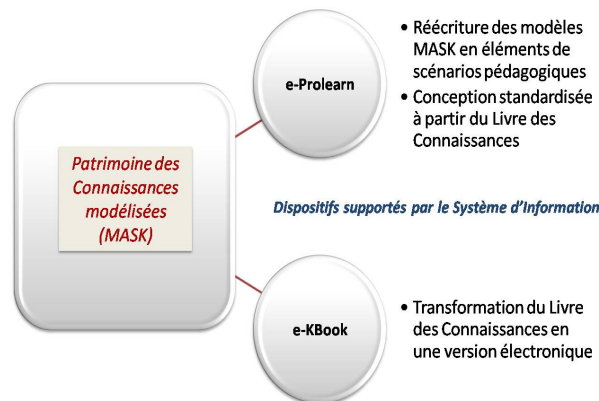 e-Prolearn
• Réécriture des modèles
MASK en éléments de
scénarios pédagogiques
• Conception standardisée
à partir du Livre des
Connaissances
Patrimoine des
Connaissances
modélisées
(MASK)
Dispositifs supportés par le Système d'Information
e-KBook
• Transformation du Livre
des Connaissances en
une version électronique